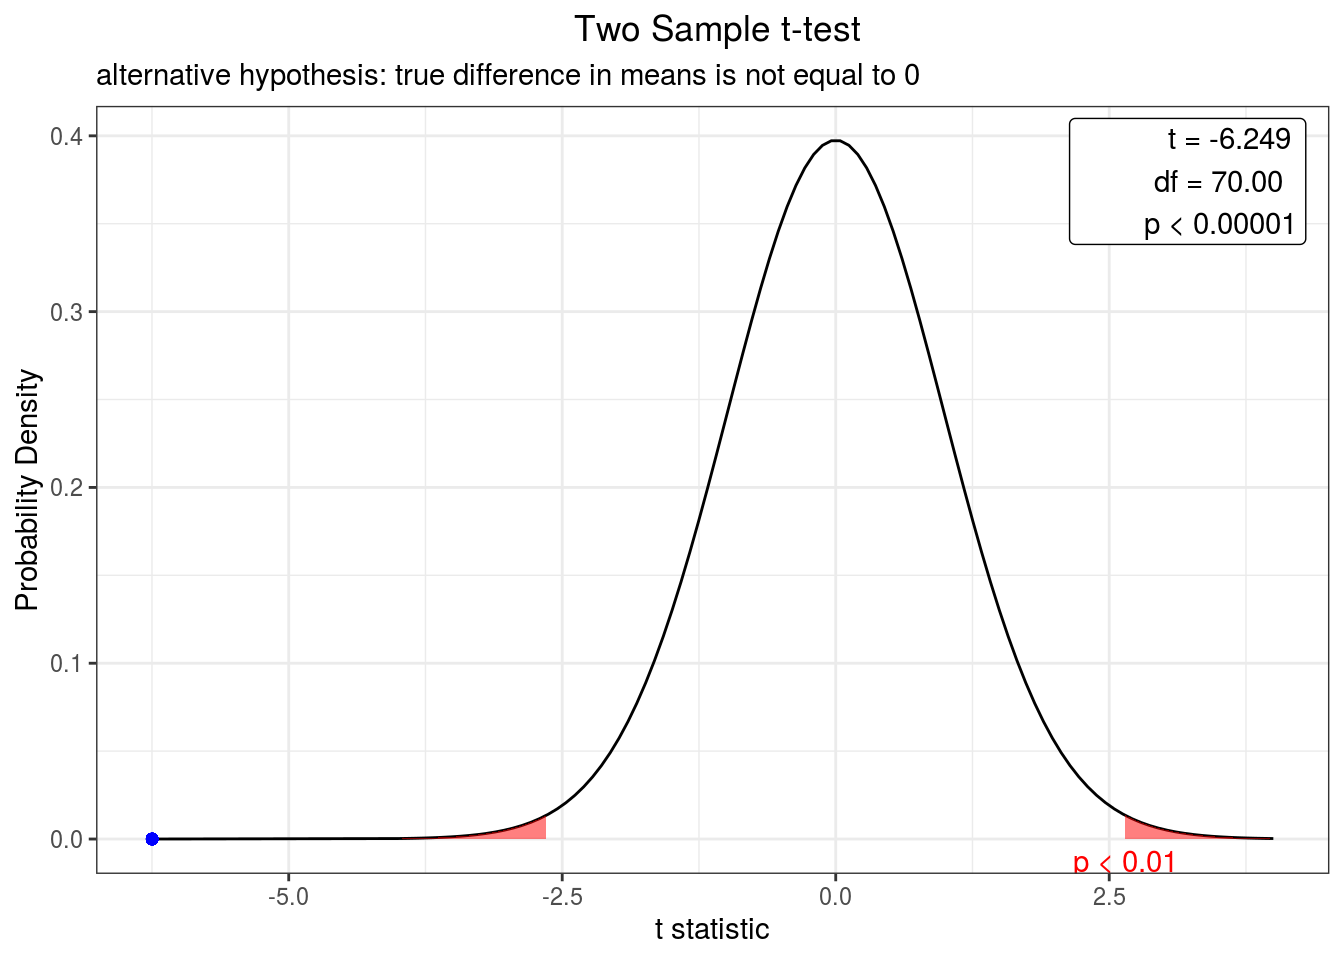 Two Sample t-test
alternative hypothesis: true difference in means is not equal to 0
t = -6.249
df = 70.00
p < 0.00001
Probability Density
0.4
0.3
0.2
0.1
0.0
p < 0.01
-5.0
-2.5
0.0
2.5
t statistic